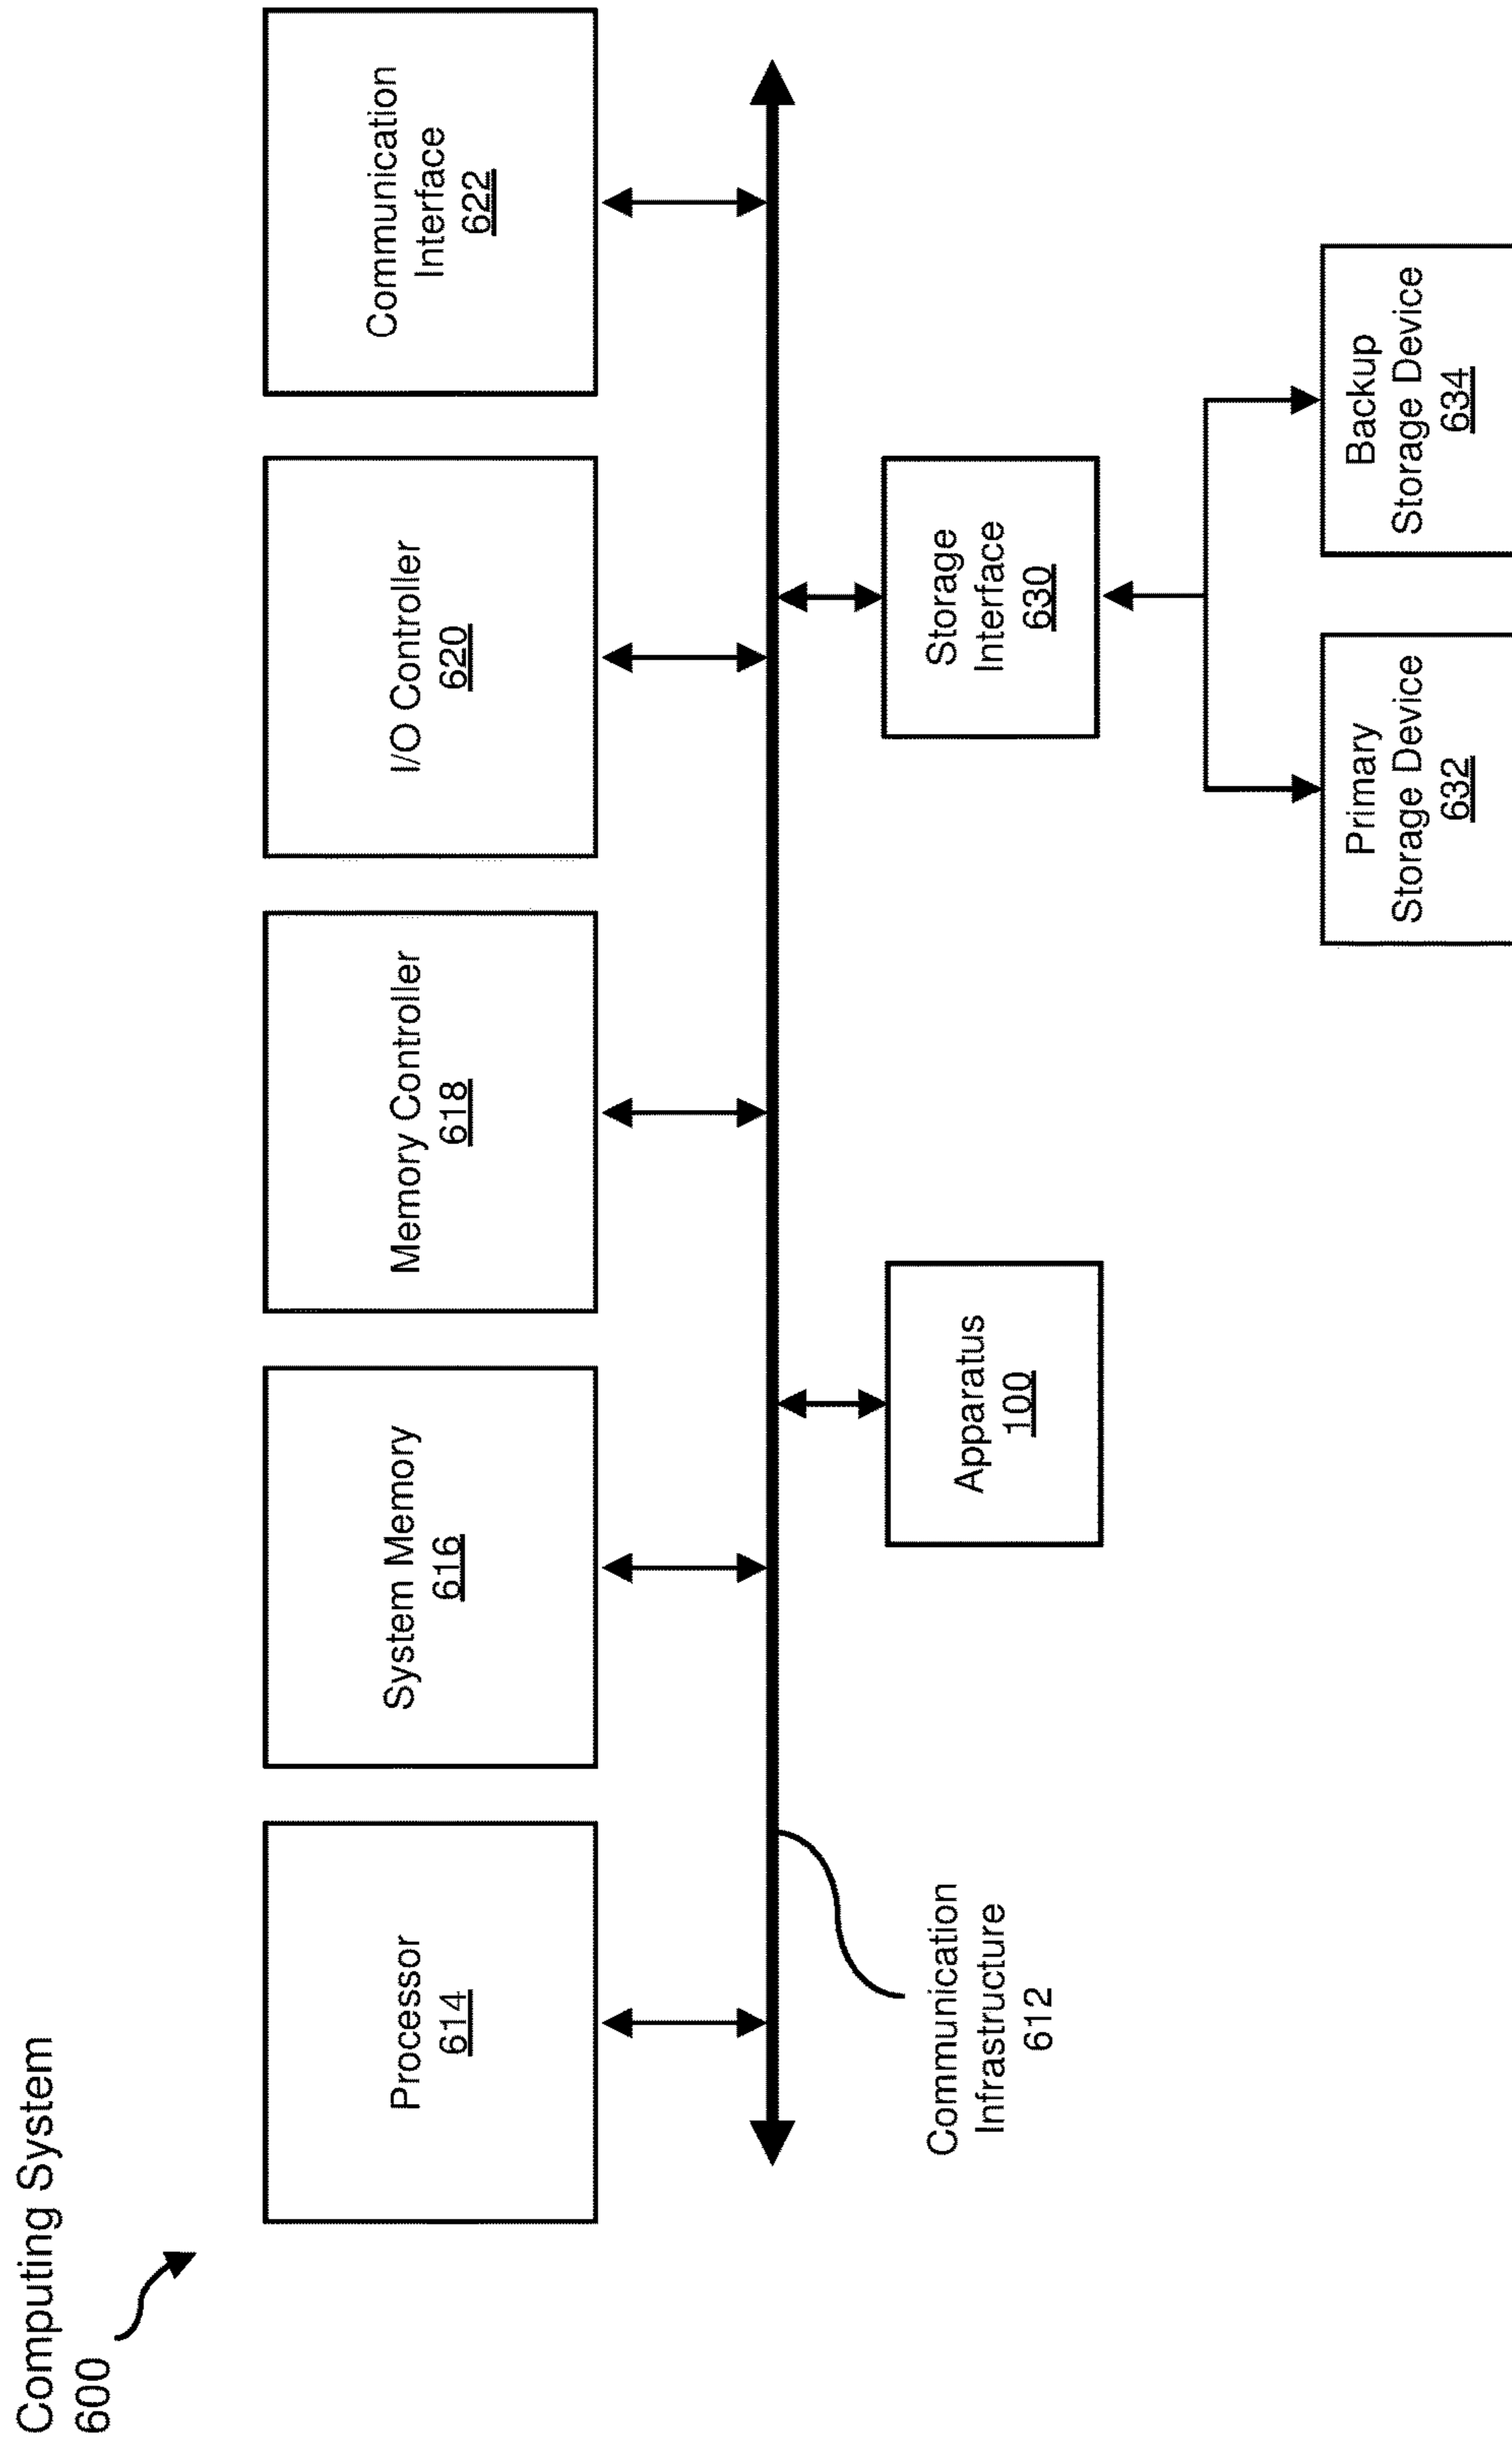 Computing System
600
Processor
614
System Memory
616
Memory Controller
618
I/O Controller
620
Communication
Interface
622
Communication
Infrastructure
612
Apparatus
100
Storage
Interface
630
Primary
Storage Device
632
Backup
Storage Device
634